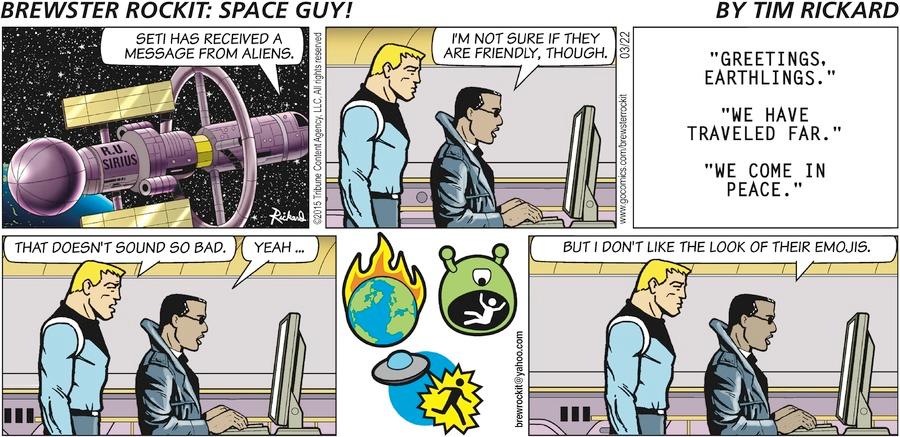 BREWSTER ROCKIT: SPACE GUY!
BY TIM RICKARD
SETI HAS RECEIVED A
MESSAGE FROM ALIENS.
R.U.
SIRIUS
Rickard
©2015 Tribune Content Agency, LLC, All rights reserved
I'M NOT SURE IF THEY
ARE FRIENDLY, THOUGH.
03/22
www.gocomics.com/brewsterrockit
"GREETINGS,
EARTHLINGS."
"WE HAVE
TRAVELED FAR."
"WE COME IN
PEACE."
THAT DOESN'T SOUND SO BAD.
YEAH ...
brewrockit@yahoo.com
BUT I DON'T LIKE THE LOOK OF THEIR EMOJIS.